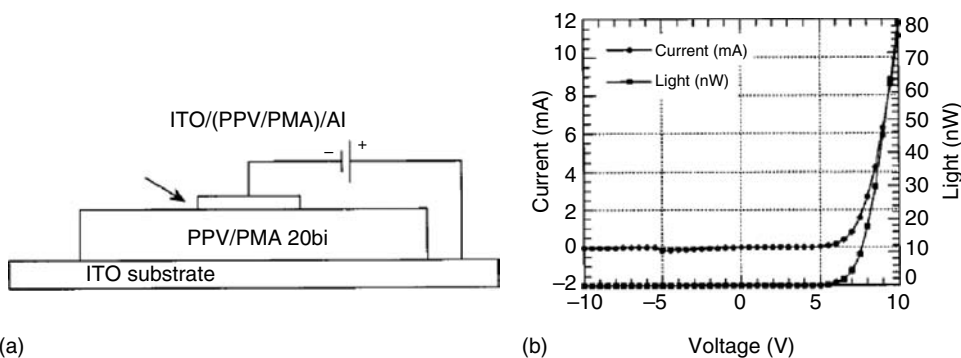 ITO/(PPV/PMA)/Al
– +
PPV/PMA 20bi
ITO substrate
(a)
12
10
8
6
4
2
0
–2
Current (mA)
Current (mA)
Light (nW)
80
70
60
50
40
30
20
10
0
Light (nW)
–10 –5 0 5 10
(b) Voltage (V)